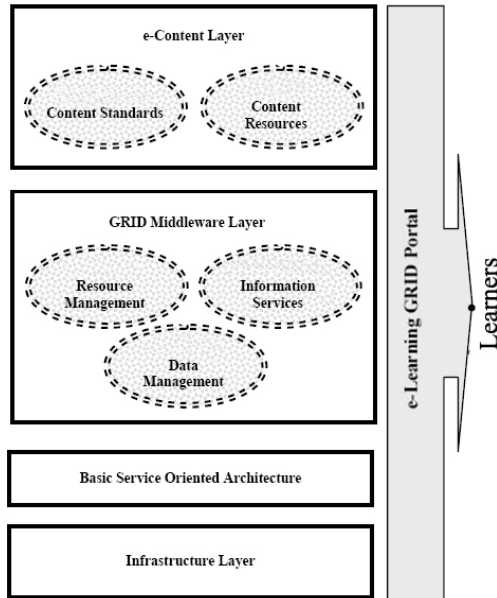 e-Content Layer
Content Standards
Content
Resources
GRID Middleware Layer
Resource
Management
Information
Services
Data
Management
Basic Service Oriented Architecture
Infrastructure Layer
e-Learning GRID Portal
Learners